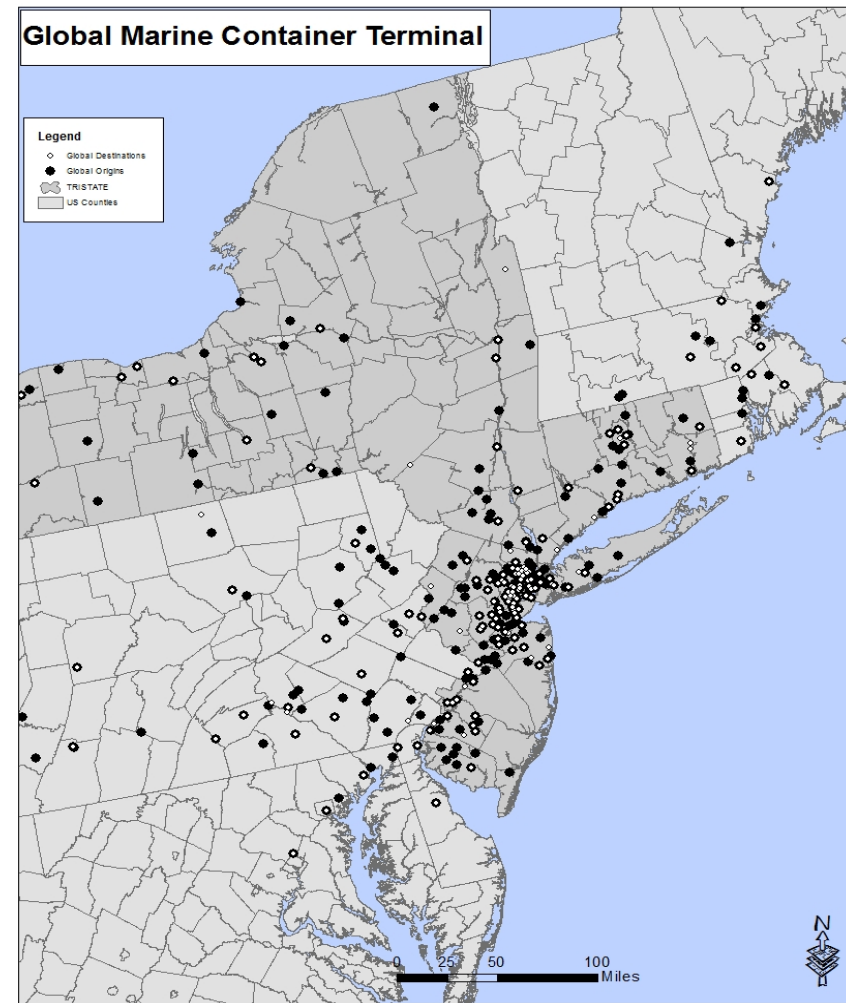 Global Marine Container Terminal
Legend
Global Destinations
Global Origins
TRISTATE
US Counties
N
0 25 50 100
Miles